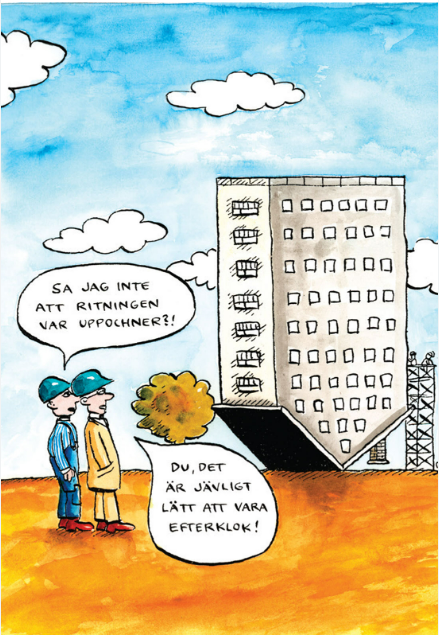 SA JAG INTE
ATT RITNINGEN
VAR UPPOCHNER?!
DU, DET
ÄR JÄVLIGT
LÄTT ATT VARA
EFTERKLOK!